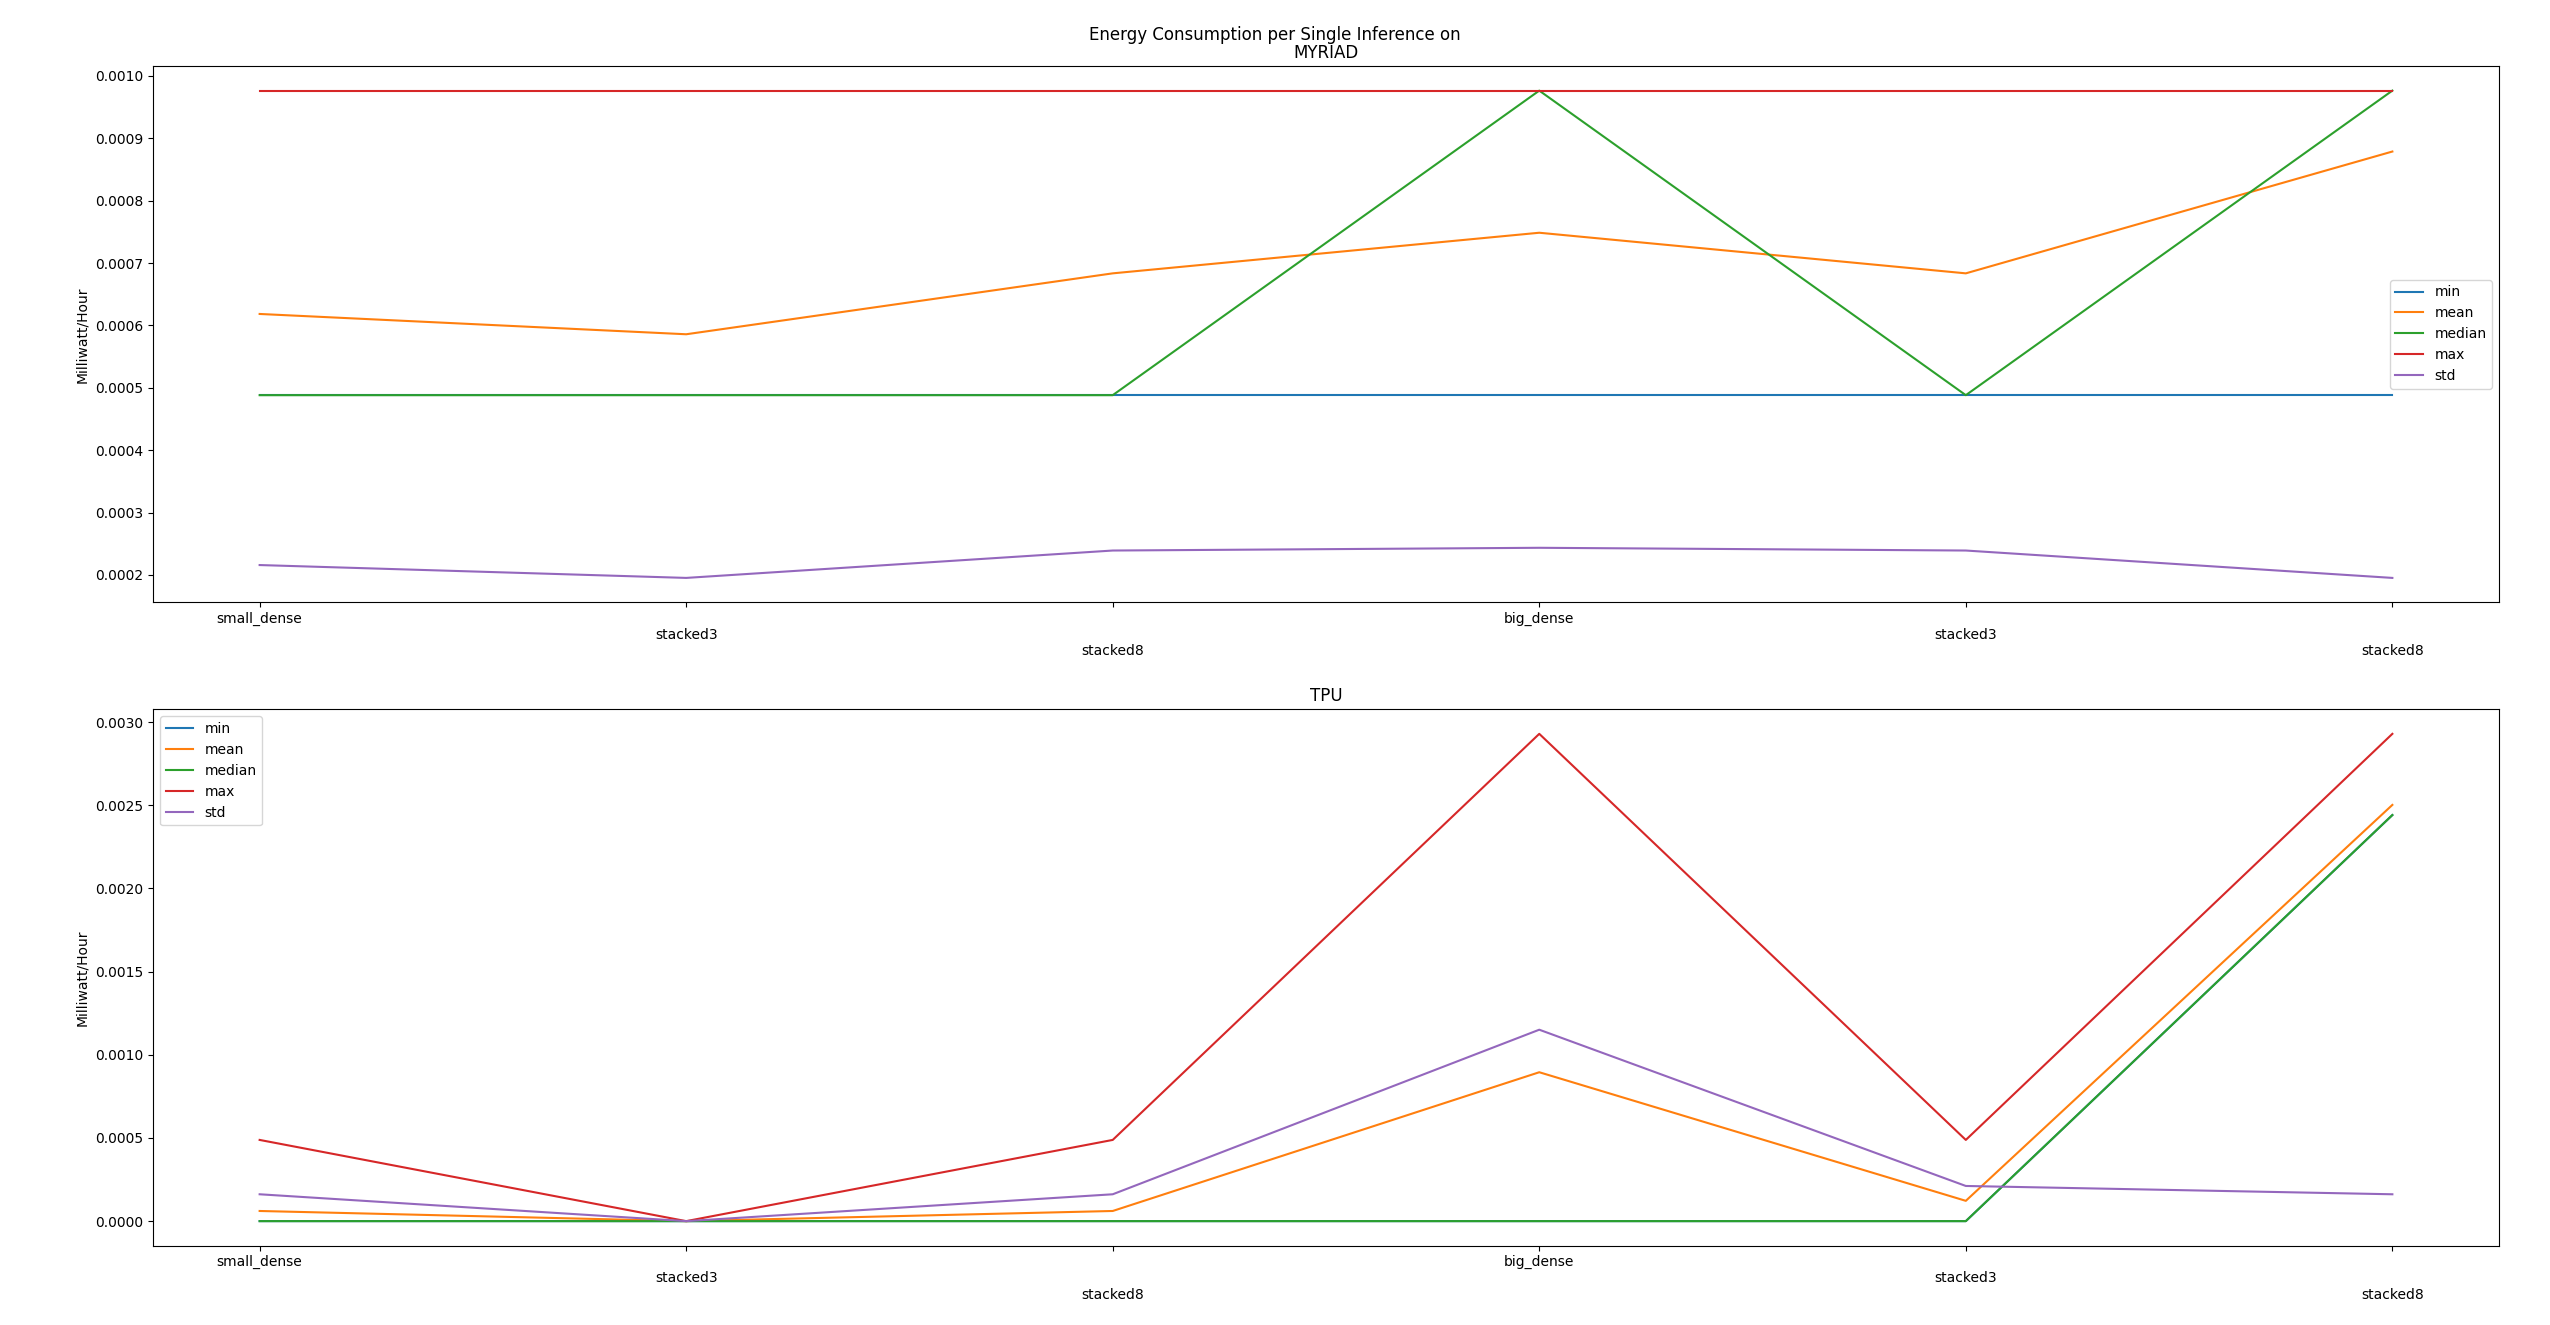 Energy Consumption per Single Inference on
MYRIAD
0.0010
0.0009
0.0008
0.0007
0.0006
0.0005
0.0004
0.0003
0.0002
Milliwatt/Hour
min
mean
median
max
std
small_dense
stacked3
stacked8
big_dense
stacked3
stacked8
TPU
0.0030
0.0025
0.0020
0.0015
0.0010
0.0005
0.0000
Milliwatt/Hour
min
mean
median
max
std
small_dense
stacked3
stacked8
big_dense
stacked3
stacked8